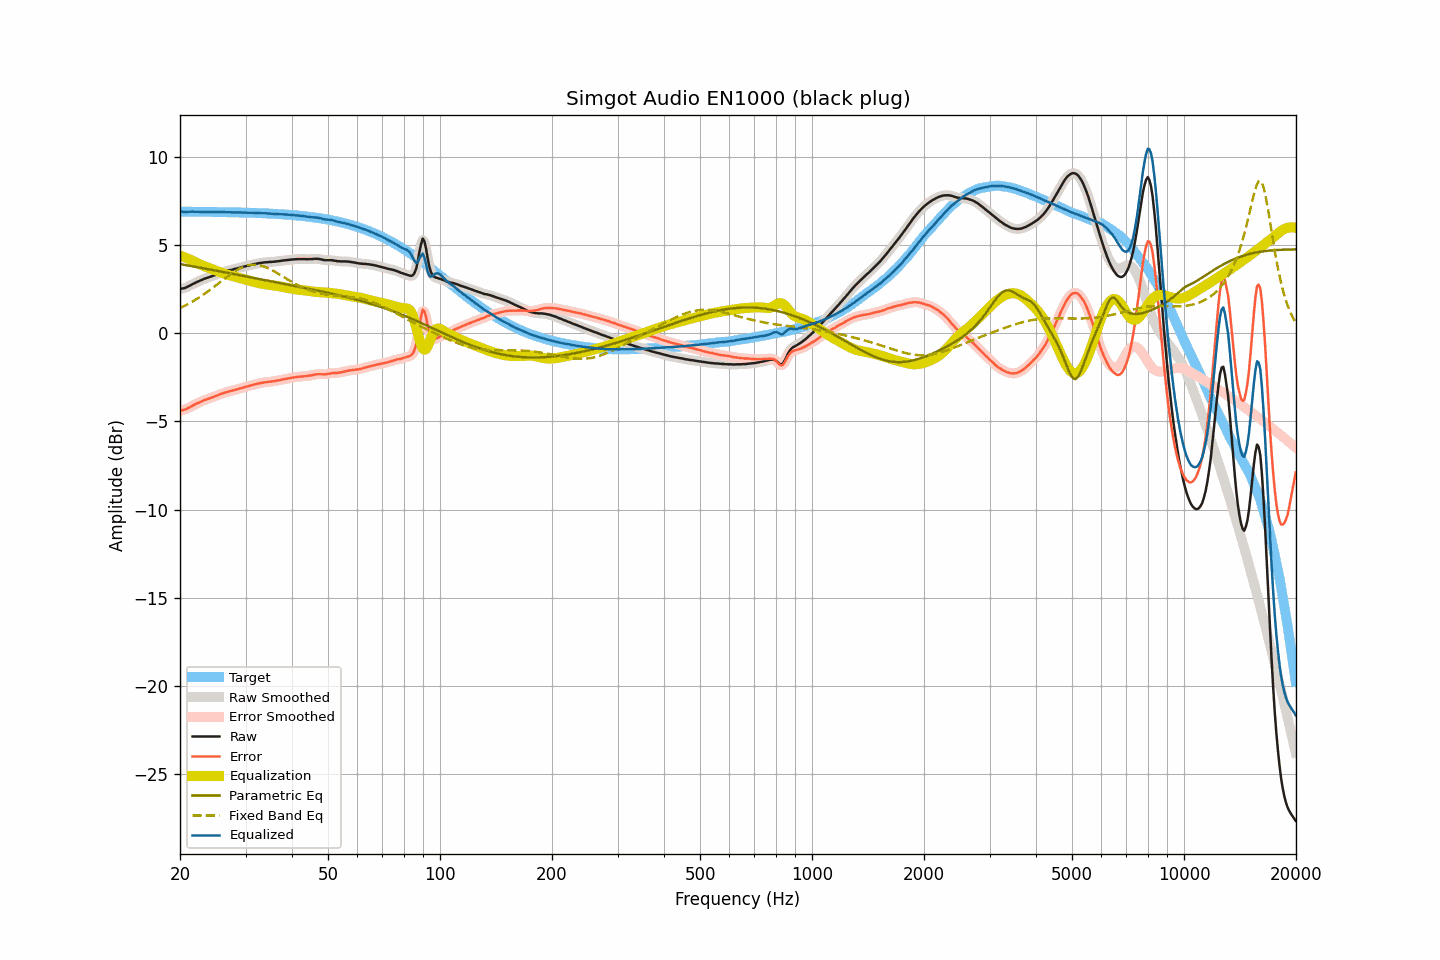 Simgot Audio EN1000 (black plug)
10
5
0
−5
−10
−15
−20
−25
Amplitude (dBr)
Target
Raw Smoothed
Error Smoothed
Raw
Error
Equalization
Parametric Eq
Fixed Band Eq
Equalized
20 50 100 200 500 1000 2000 5000 10000 20000
Frequency (Hz)